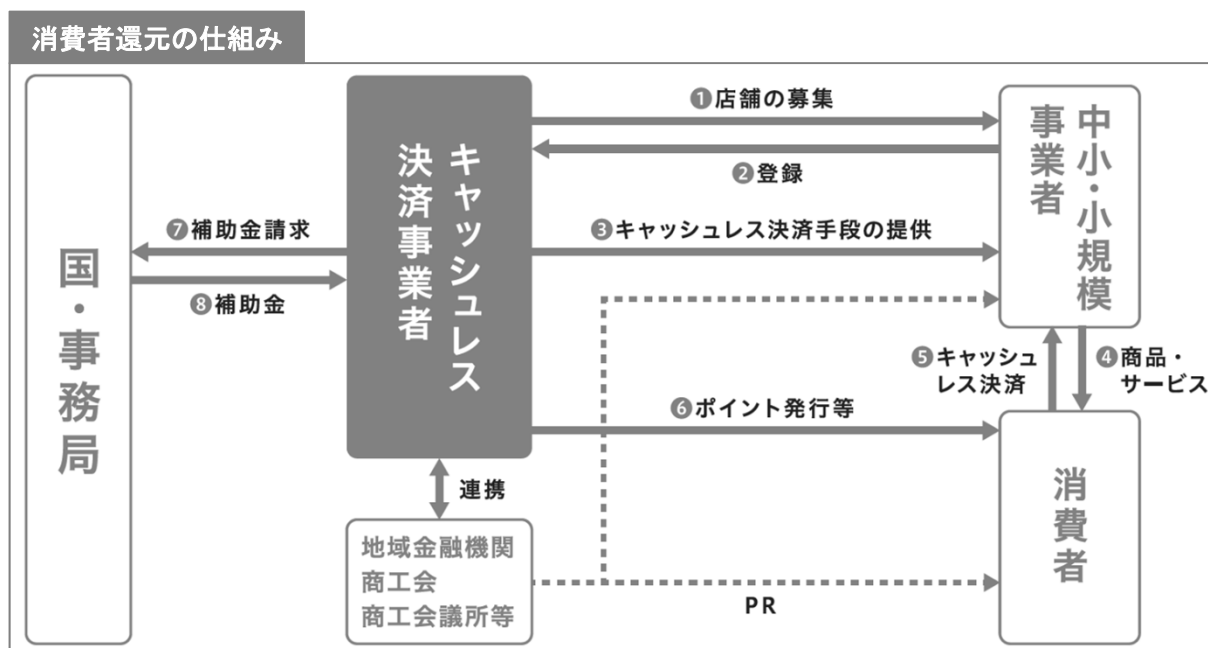 消費者還元の仕組み
国・事務局
❼補助金請求
❽補助金
キャッシュレス
決済事業者
❶店舗の募集
❷登録
❸キャッシュレス決済手段の提供
中小・小規模
事業者
❺キャッシュ
レス決済
❹商品・
サービス
❻ポイント発行等
消費者
連携
地域金融機関
商工会
商工会議所等
PR